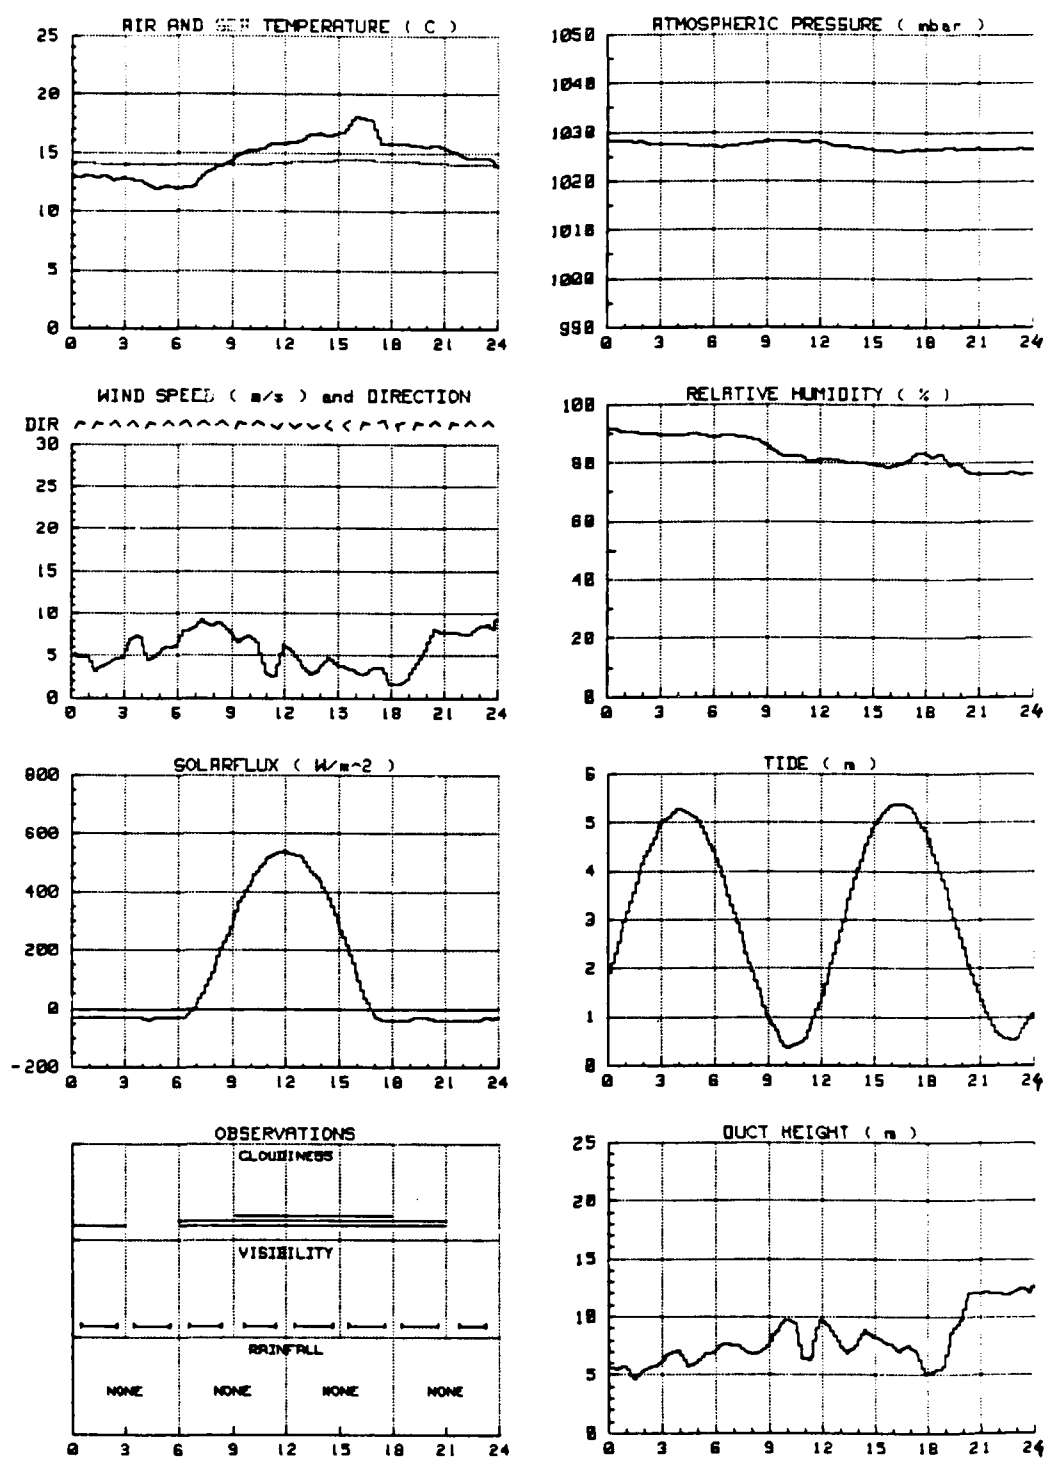 AIR AND SEA TEMPERATURE ( C )
25
20
15
10
5
0
0 3 6 9 12 15 18 21 24
ATMOSPHERIC PRESSURE ( mbar )
1050
1040
1030
1020
1010
1000
990
0 3 6 9 12 15 18 21 24
WIND SPEED ( m/s ) and DIRECTION
DIR
30
25
20
15
10
5
0
0 3 6 9 12 15 18 21 24
RELATIVE HUMIDITY ( % )
100
80
60
40
20
0
0 3 6 9 12 15 18 21 24
SOLARFLUX ( W/m^2 )
800
600
400
200
0
-200
0 3 6 9 12 15 18 21 24
TIDE ( m )
6
5
4
3
2
1
0
0 3 6 9 12 15 18 21 24
OBSERVATIONS
CLOUDINESS
VISIBILITY
RAINFALL
NONE NONE NONE NONE
0 3 6 9 12 15 18 21 24
DUCT HEIGHT ( m )
25
20
15
10
5
0
0 3 6 9 12 15 18 21 24